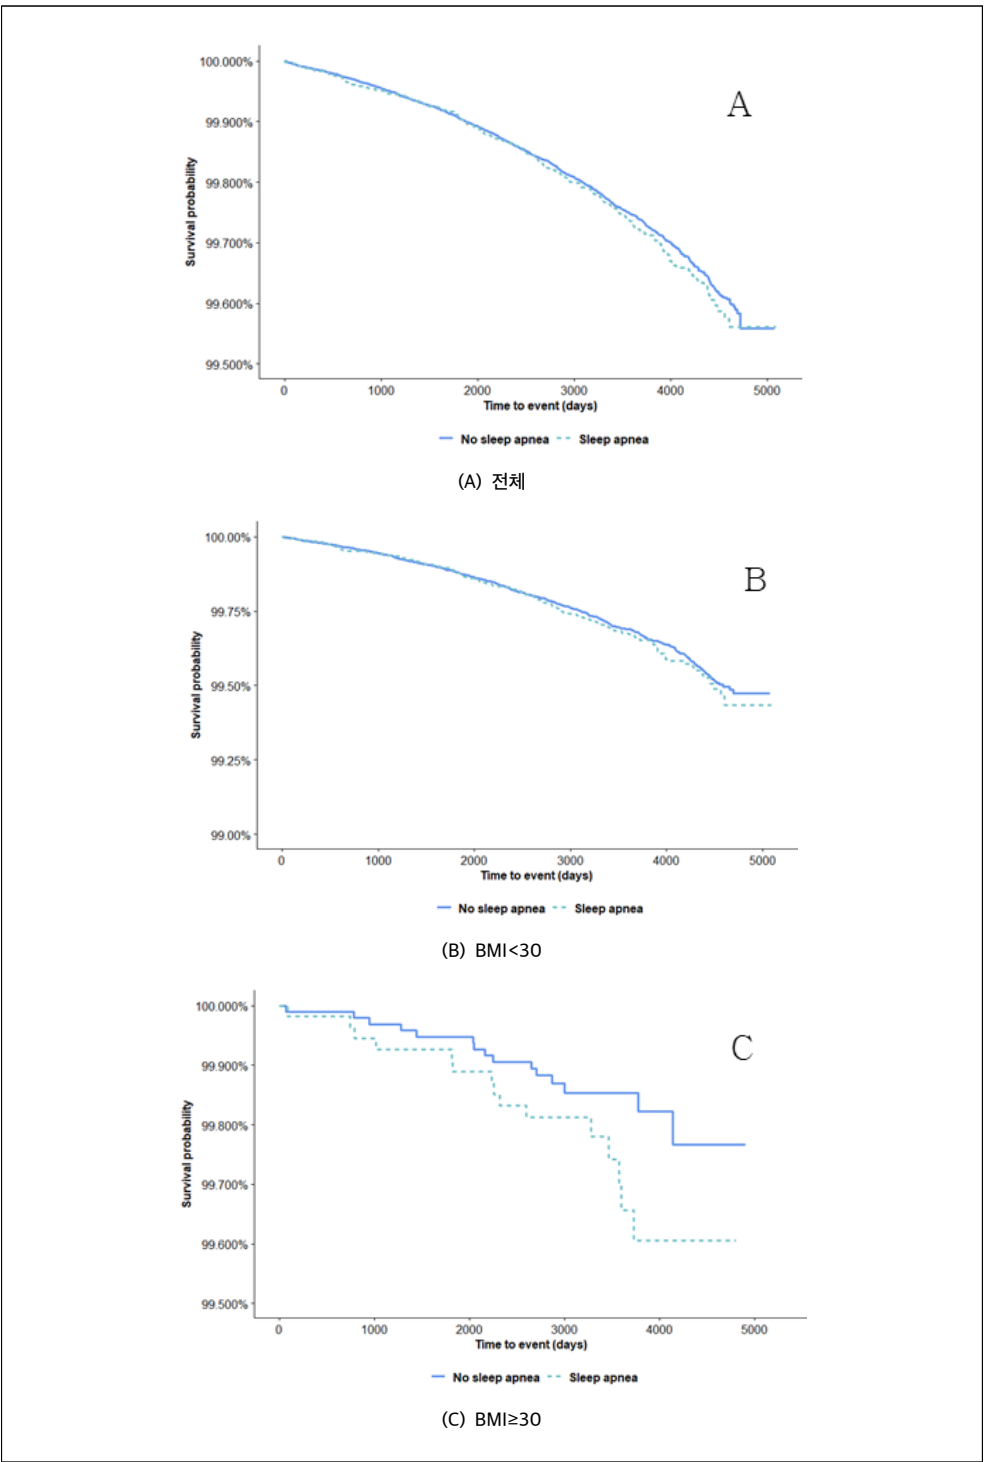 A
100.000%
99.900%
99.800%
99.700%
99.600%
99.500%
Survival probability
0 1000 2000 3000 4000 5000
Time to event (days)
No sleep apnea Sleep apnea
(A) 전체
B
100.00%
99.75%
99.50%
99.25%
99.00%
Survival probability
0 1000 2000 3000 4000 5000
Time to event (days)
No sleep apnea Sleep apnea
(B) BMI<30
C
100.000%
99.900%
99.800%
99.700%
99.600%
99.500%
Survival probability
0 1000 2000 3000 4000 5000
Time to event (days)
No sleep apnea Sleep apnea
(C) BMI≥30